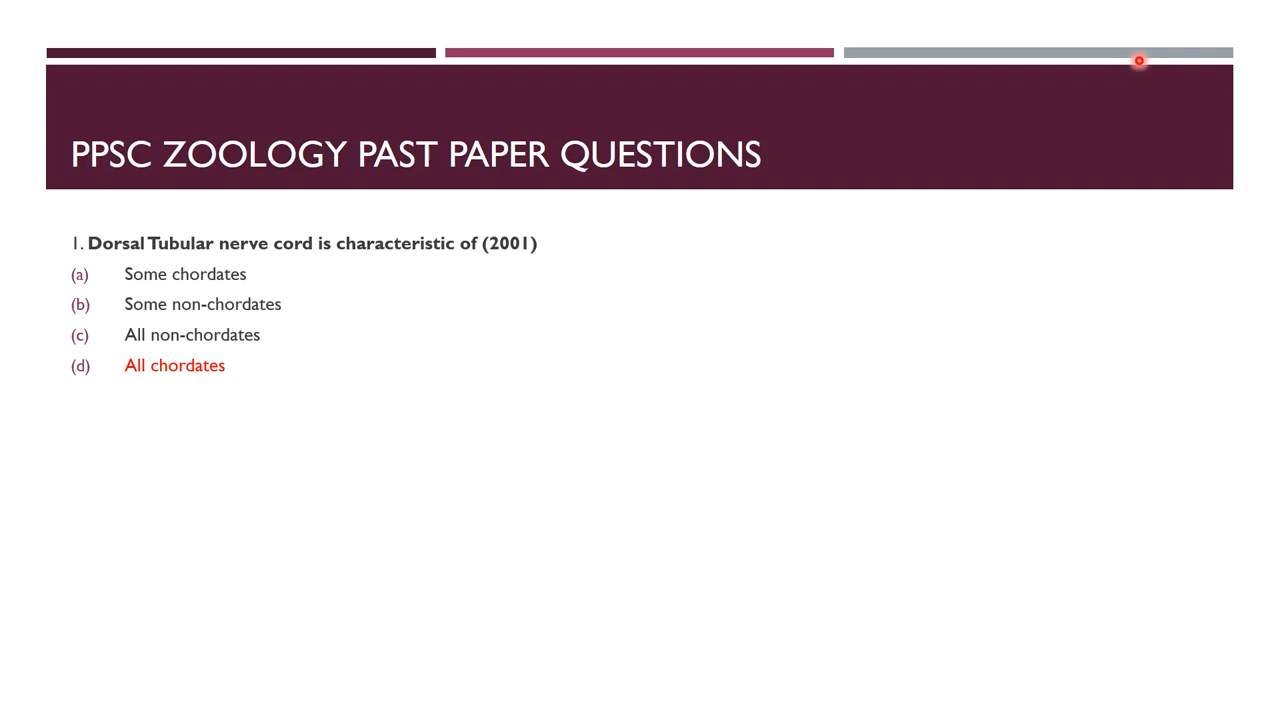 PPSC ZOOLOGY PAST PAPER QUESTIONS
1. Dorsal Tubular nerve cord is characteristic of (2001)
(a) Some chordates
(b) Some non-chordates
(c) All non-chordates
(d) All chordates